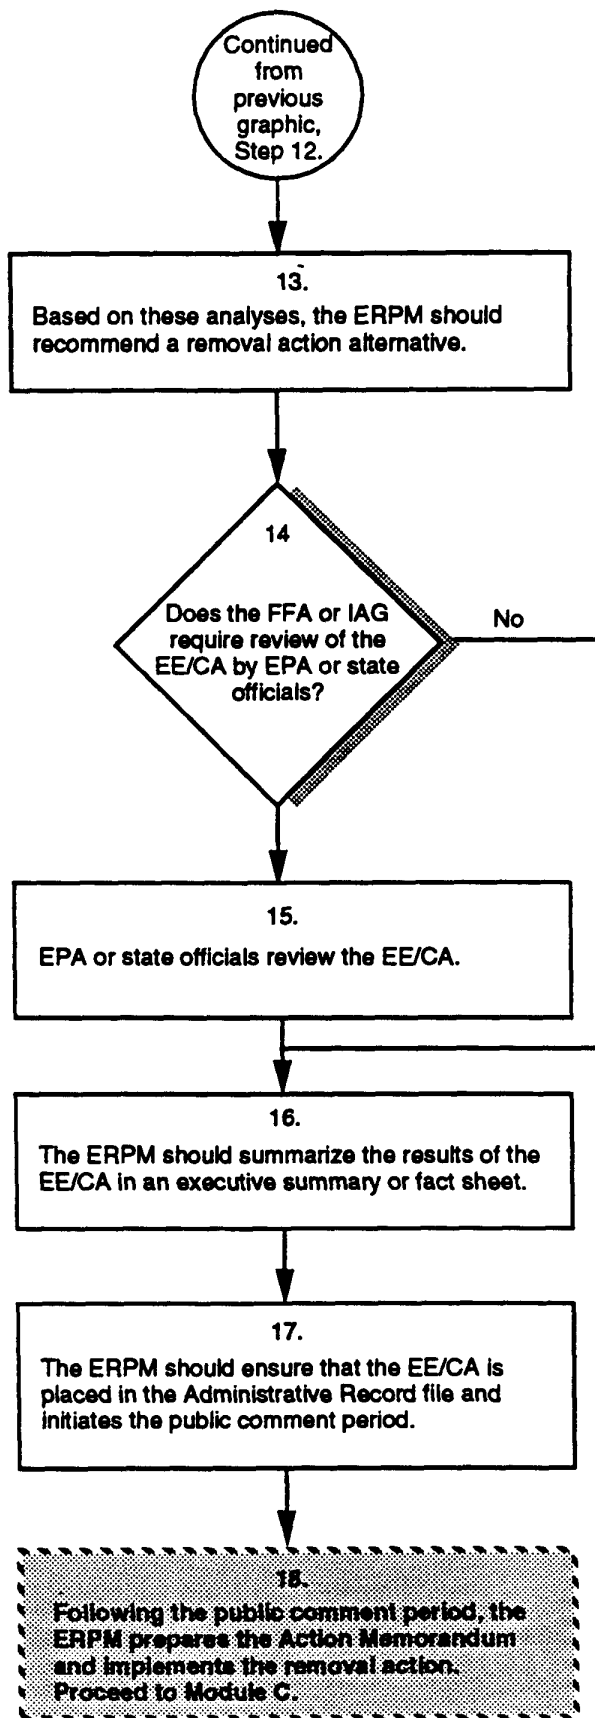 Continued
from
previous
graphic,
Step 12.
13.
Based on these analyses, the ERPM should
recommend a removal action alternative.
14
Does the FFA or IAG
require review of the
EE/CA by EPA or state
officials?
No
15.
EPA or state officials review the EE/CA.
16.
The ERPM should summarize the results of the
EE/CA in an executive summary or fact sheet.
17.
The ERPM should ensure that the EE/CA is
placed in the Administrative Record file and
initiates the public comment period.
18.
Following the public comment period, the
ERPM prepares the Action Memorandum
and implements the removal action.
Proceed to Module C.